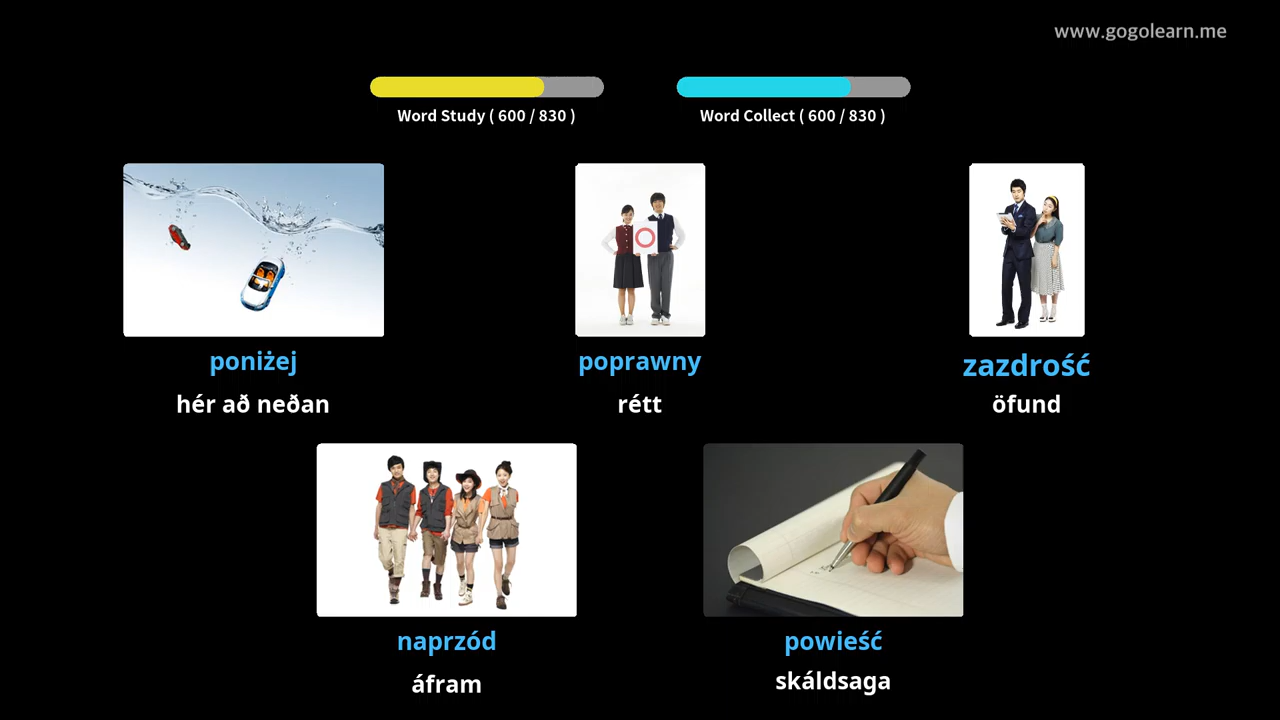 www.gogolearn.me
Word Study ( 600 / 830 )
Word Collect ( 600 / 830 )
poniżej
hér að neðan
poprawny
rétt
zazdrość
öfund
naprzód
áfram
powieść
skáldsaga